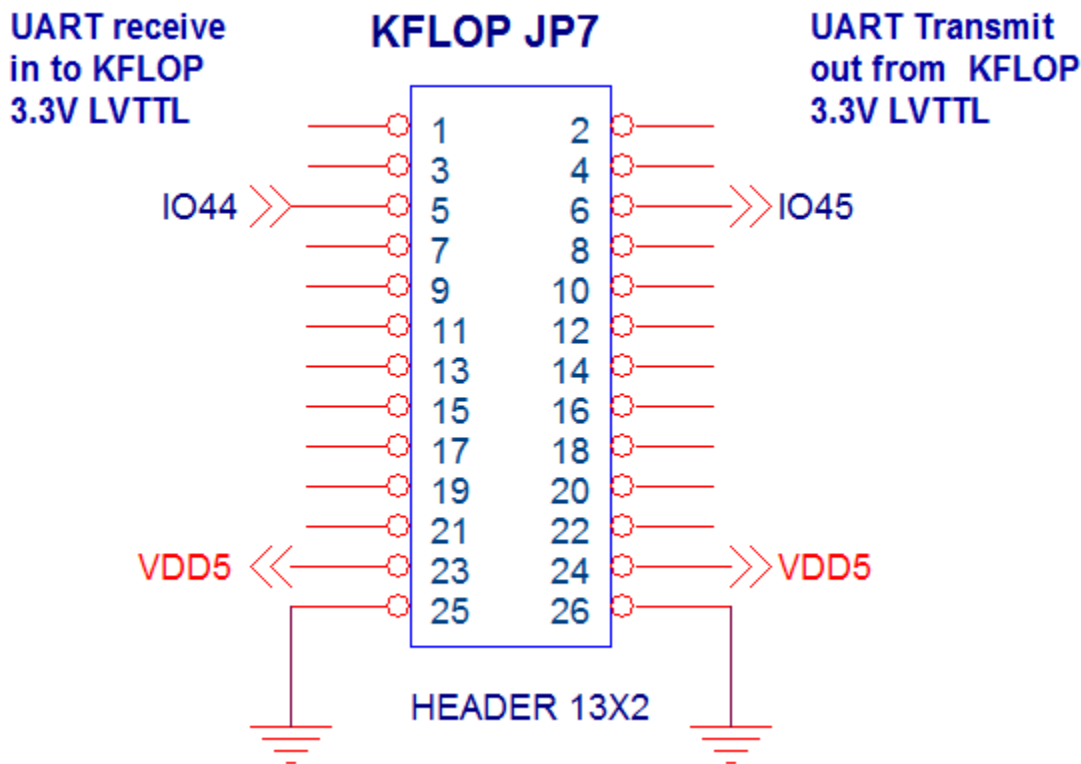 UART receive
in to KFLOP
3.3V LVTTL
KFLOP JP7
UART Transmit
out from KFLOP
3.3V LVTTL
1 2
3 4
IO44 5 6 IO45
7 8
9 10
11 12
13 14
15 16
17 18
19 20
21 22
VDD5 23 24 VDD5
25 26
HEADER 13X2